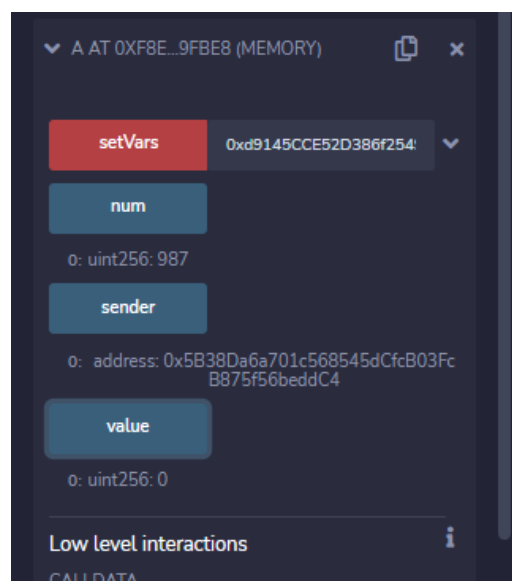 A AT 0XF8E...9FBE8 (MEMORY)
setVars 0xd9145CCE52D386f254
num
0: uint256: 987
sender
0: address: 0x5B38Da6a701c568545dCfcB03Fc
B875f56beddC4
value
0: uint256: 0
Low level interactions
CALLDATA